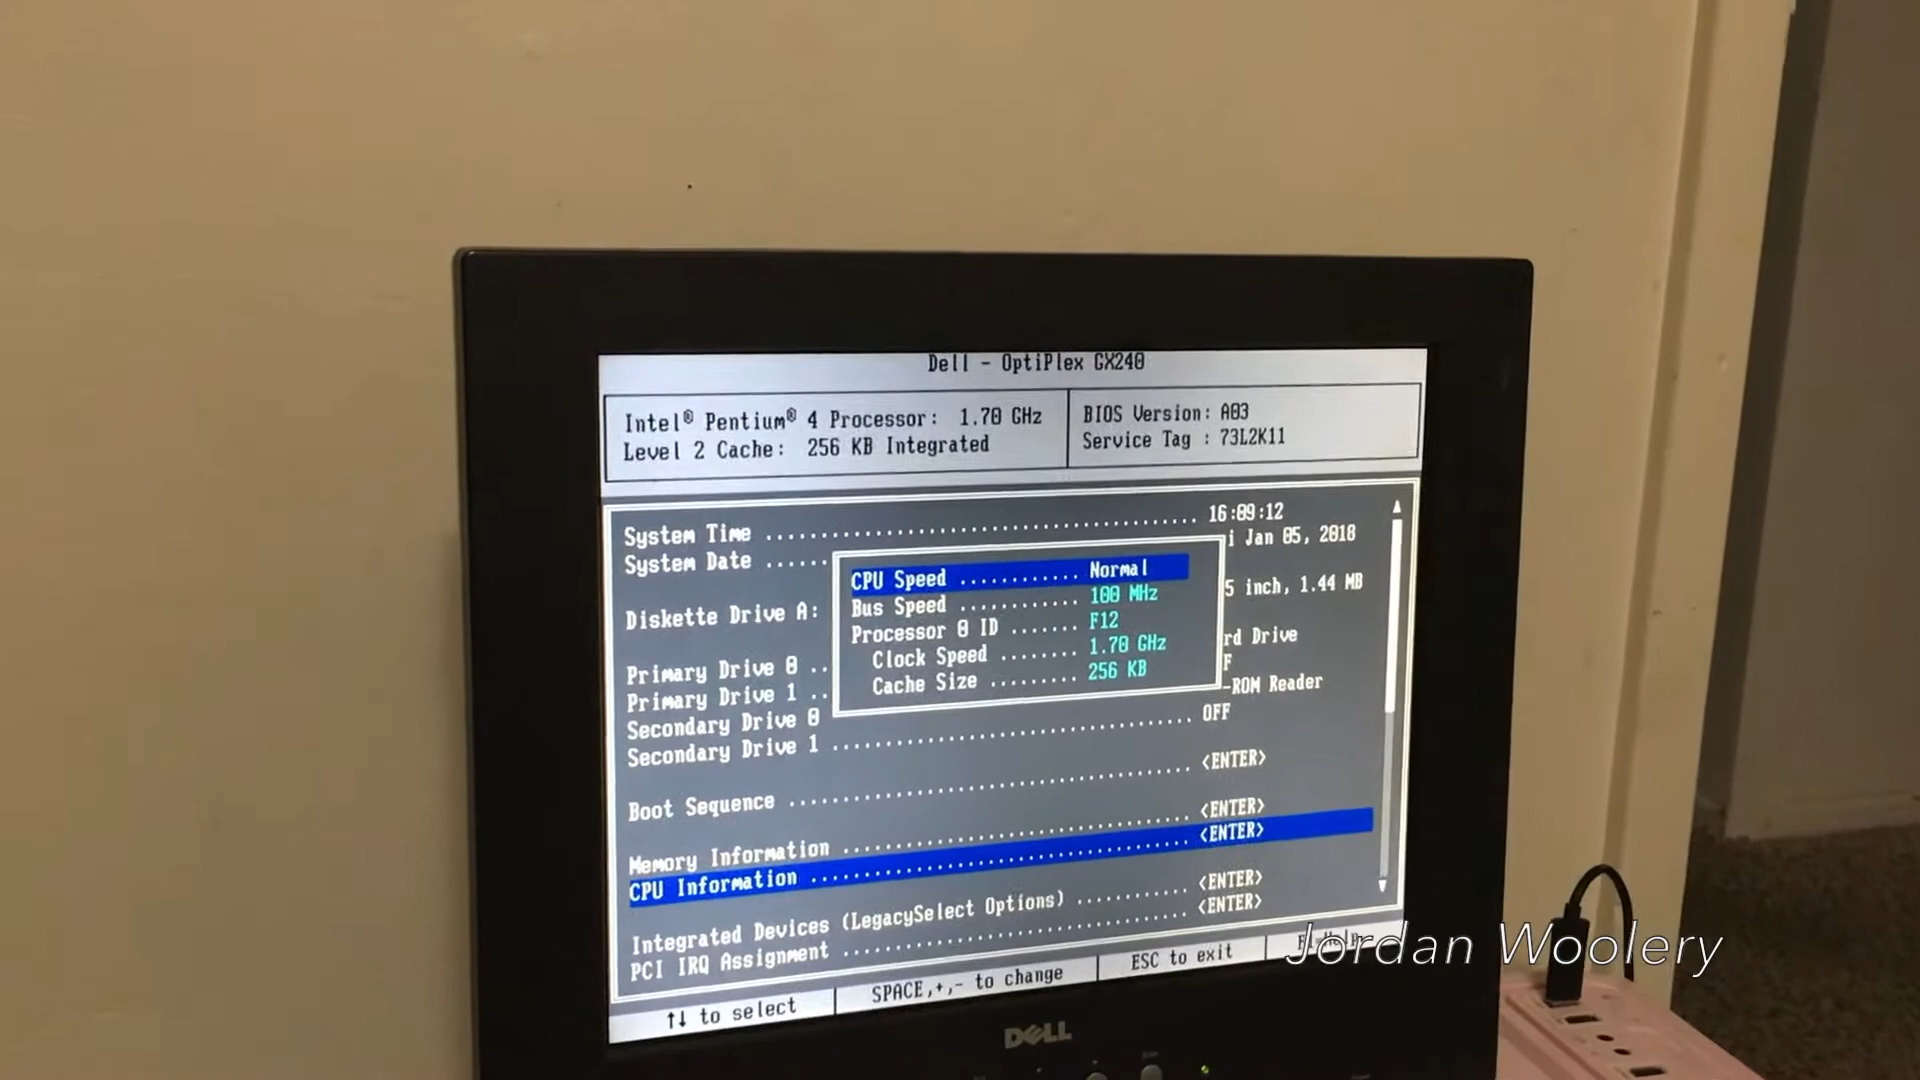 Dell - OptiPlex GX240
Intel® Pentium® 4 Processor: 1.70 GHz
Level 2 Cache: 256 KB Integrated
BIOS Version: A03
Service Tag : 73L2K11
System Time ........................................ 16:09:12
System Date ...... i Jan 05, 2018
Diskette Drive A: 5 inch, 1.44 MB
Primary Drive 0 .. rd Drive
Primary Drive 1 .. F
Secondary Drive 0 -ROM Reader
Secondary Drive 1 ................................. OFF
Boot Sequence ..................................... <ENTER>
Memory Information ................................ <ENTER>
CPU Information ................................... <ENTER>
Integrated Devices (LegacySelect Options) .......... <ENTER>
PCI IRQ Assignment ................................ <ENTER>
CPU Speed ............ Normal
Bus Speed ............ 100 MHz
Processor 0 ID ....... F12
Clock Speed ........ 1.70 GHz
Cache Size ......... 256 KB
↑↓ to select
SPACE,+,- to change
ESC to exit
Jordan Woolery
DELL